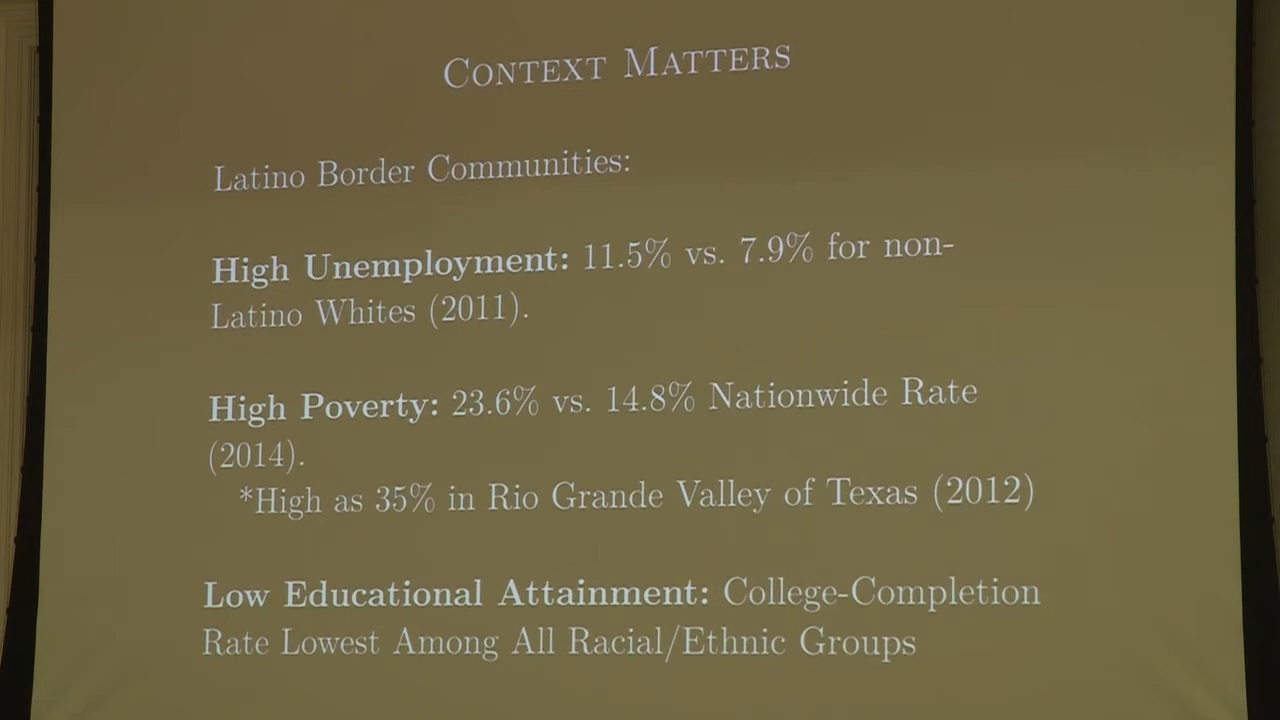 CONTEXT MATTERS
Latino Border Communities:
High Unemployment: 11.5% vs. 7.9% for non-
Latino Whites (2011).
High Poverty: 23.6% vs. 14.8% Nationwide Rate
(2014).
*High as 35% in Rio Grande Valley of Texas (2012)
Low Educational Attainment: College-Completion
Rate Lowest Among All Racial/Ethnic Groups